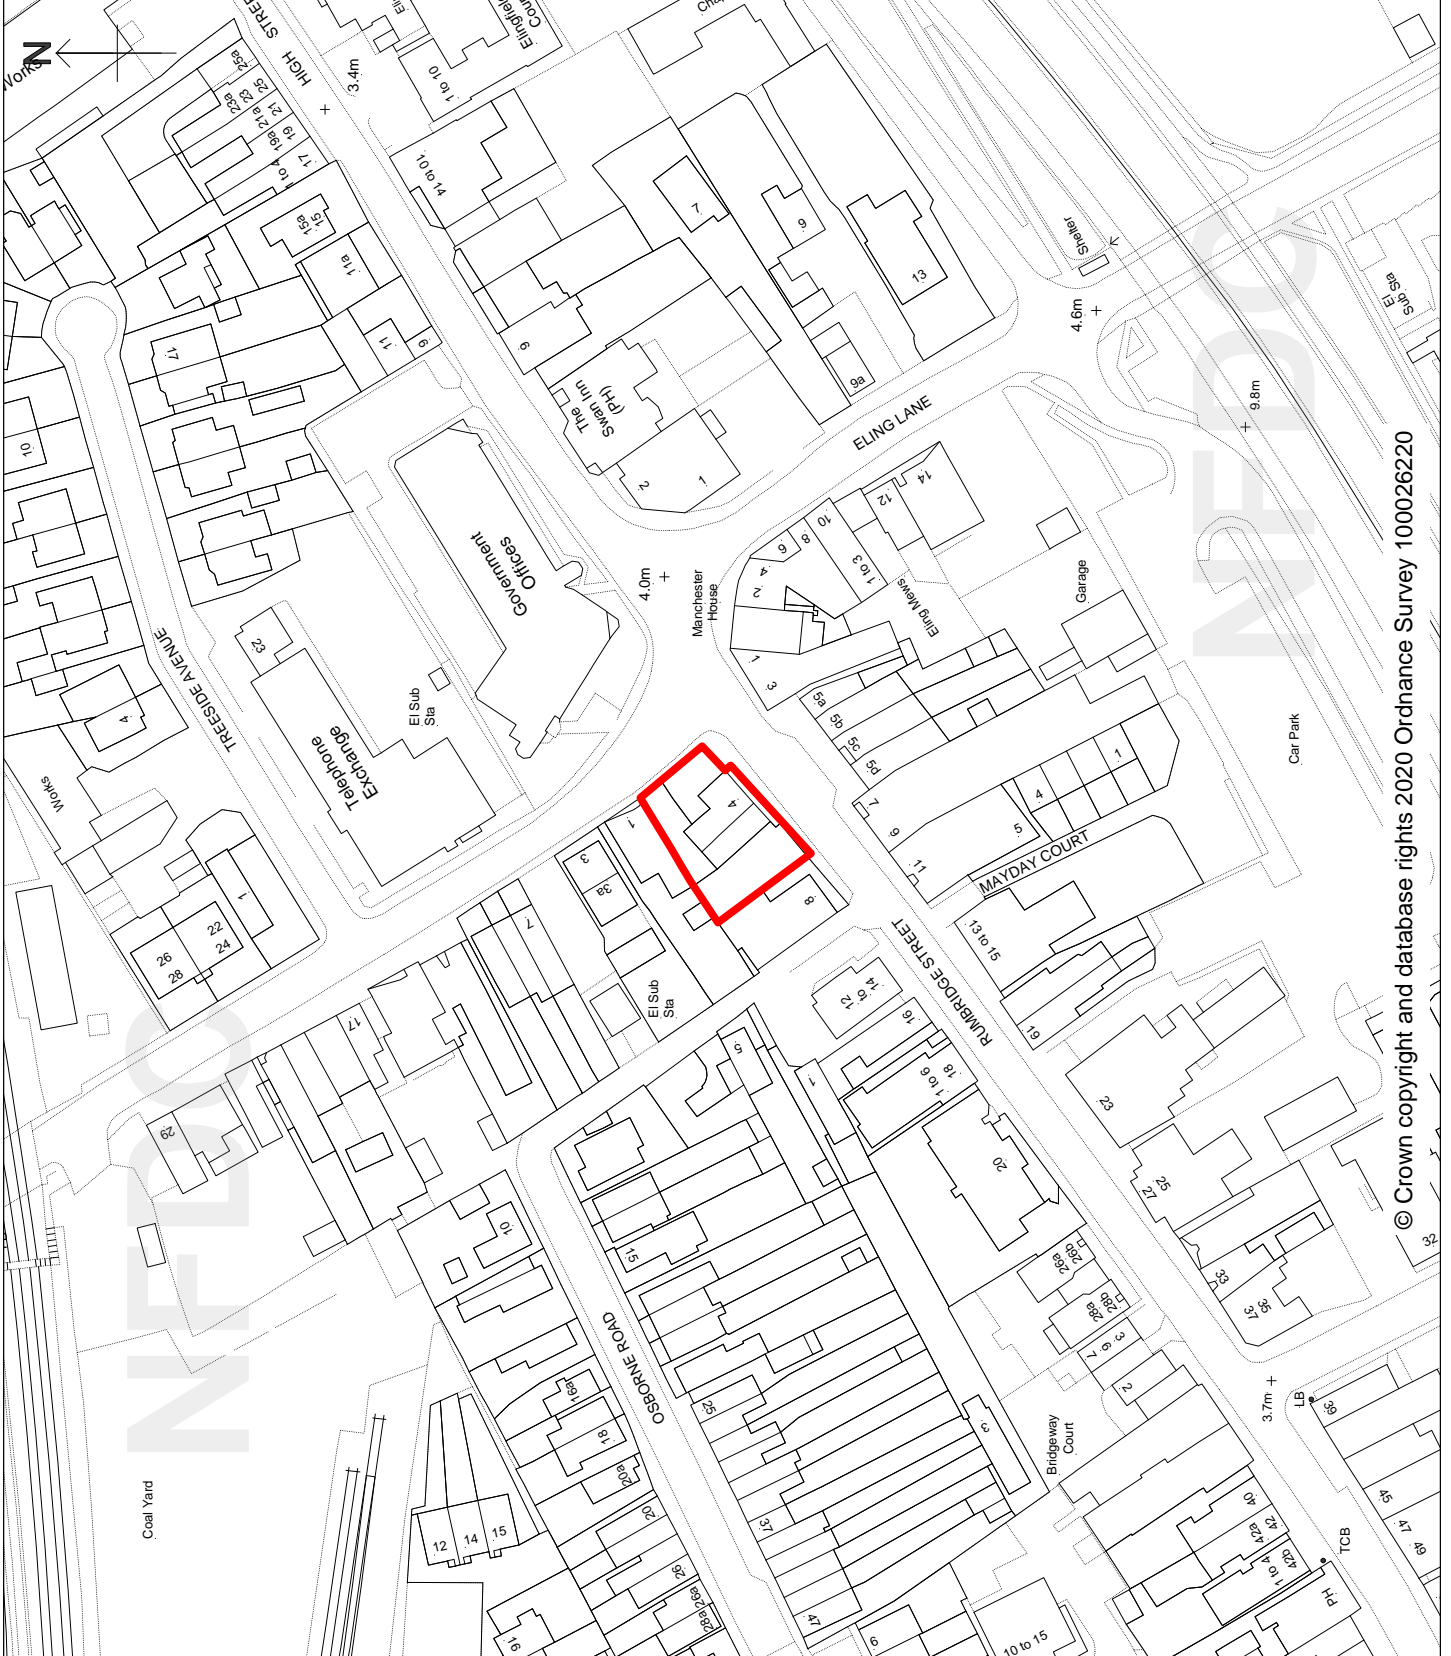 N
Works
STREET
HIGH
3.4m
25a
25
23
23a
21
21a
19
19a
17
1 to 4
15a
15
11a
11
9
1 to 10
Elingfield
Court
10 to 14
7
9
13
9a
6
The
Swan Inn
(PH)
2
1
Shelter
4.6m
El
Sub Sta
9.8m
ELING LANE
17
10
TREESIDE AVENUE
23
4
Works
Government
Offices
El Sub
Sta
Telephone
Exchange
4.0m
Manchester
House
14
12
10
8
6
4
2
1 to 3
Eling Mews
Garage
1
3
5a
5b
5c
5d
7
9
11
5
4
1
MAYDAY COURT
Car Park
1
22
24
26
28
1
3
3a
7
4
8
El Sub
Sta
17
29
5
1
12
to
14
16
18
1 to 6
RUMBRIDGE STREET
13 to 15
19
23
25
27
20
10
15
OSBORNE ROAD
16a
18
20a
20
25
37
47
26
26a
28a
16
12
14
15
Coal Yard
26a
26b
28a
28b
3
6
7
2
3
Bridgeway
Court
33
35
37
32
3.7m
LB
39
45
47
49
TCB
40
42
42a
42b
1 to 4
PH
6
10 to 15
NFDC
NFDC
© Crown copyright and database rights 2020 Ordnance Survey 100026220